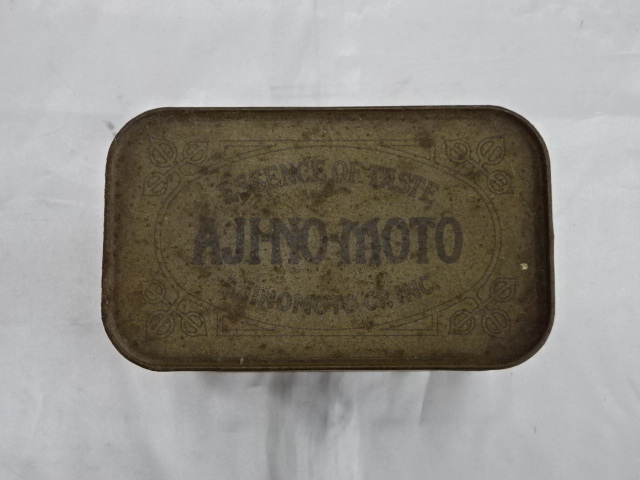 ESSENCE OF TASTE
AJI-NO-MOTO
AJINOMOTO Co. INC.